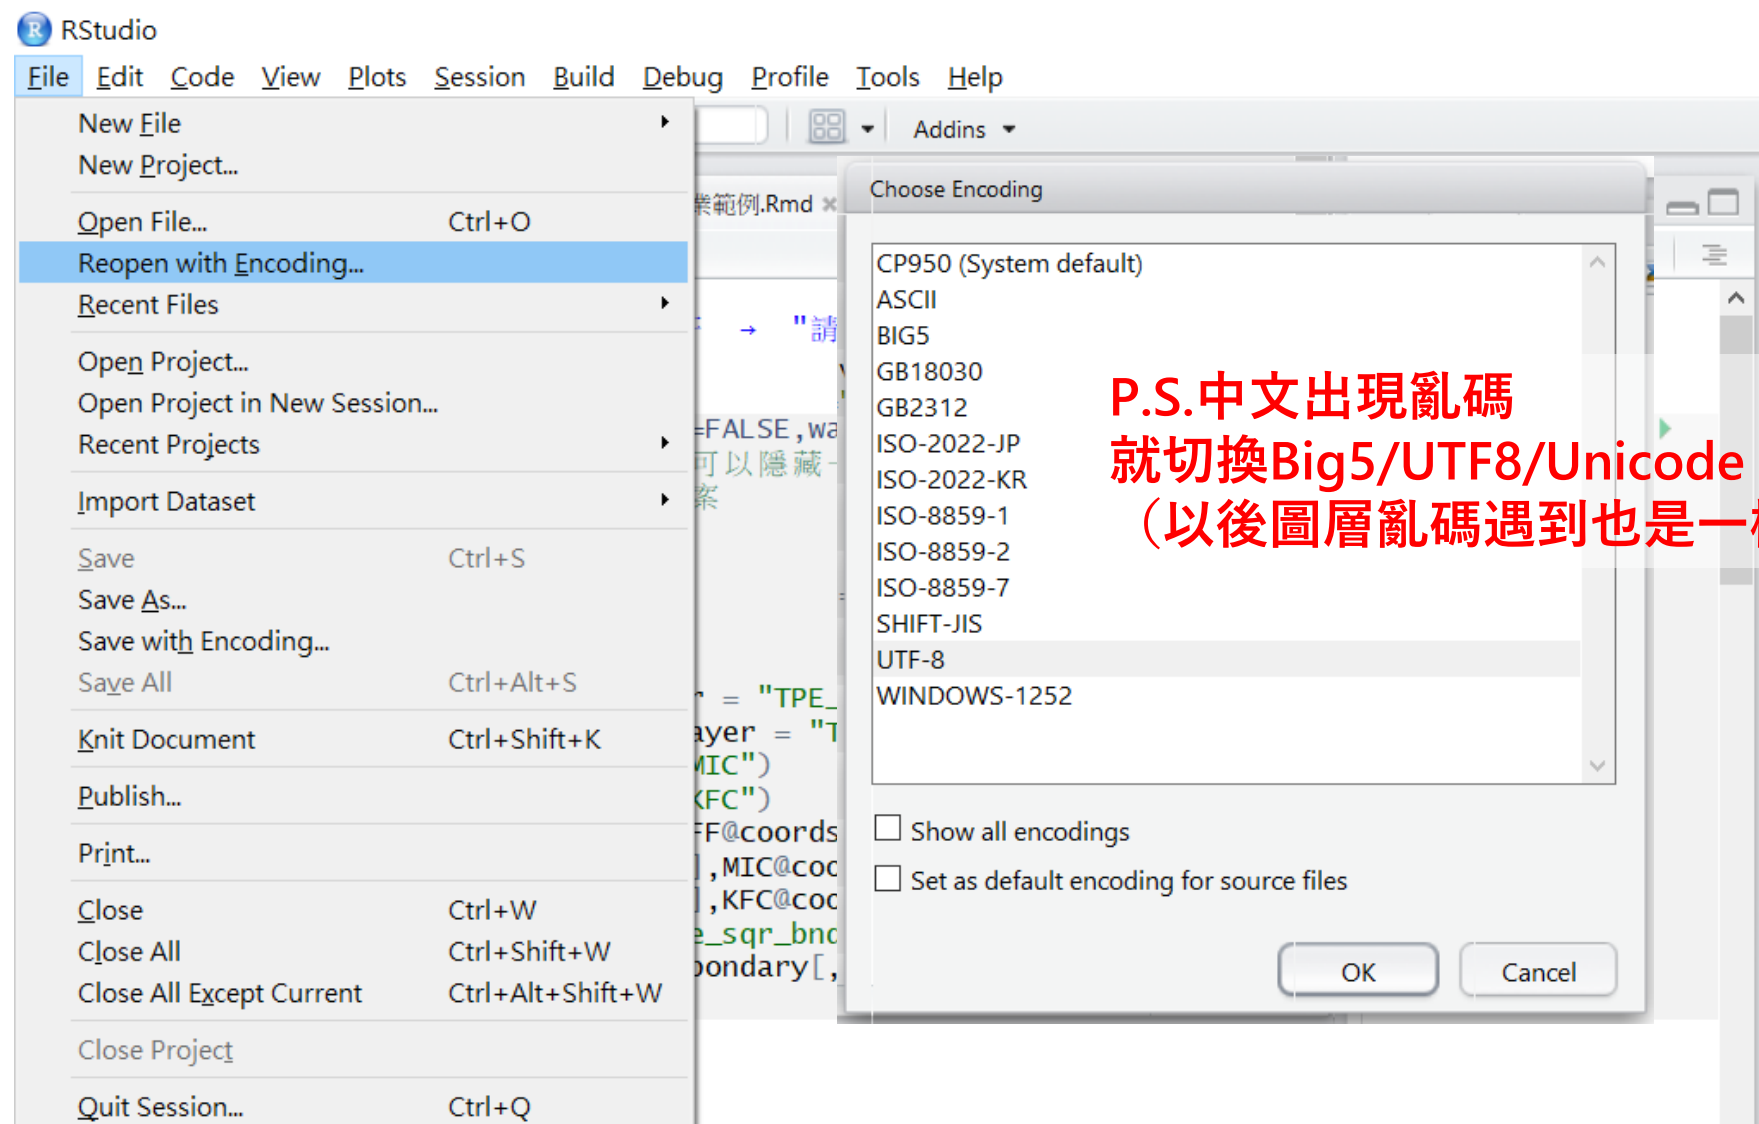 RStudio
File Edit Code View Plots Session Build Debug Profile Tools Help
New File
New Project...
Open File... Ctrl+O
Reopen with Encoding...
Recent Files
Open Project...
Open Project in New Session...
Recent Projects
Import Dataset
Save Ctrl+S
Save As...
Save with Encoding...
Save All Ctrl+Alt+S
Knit Document Ctrl+Shift+K
Publish...
Print...
Close Ctrl+W
Close All Ctrl+Shift+W
Close All Except Current Ctrl+Alt+Shift+W
Close Project
Quit Session... Ctrl+Q
Addins
業範例.Rmd
→ "請
=FALSE,wa
可以隱藏
案
= "TPE_
ayer = "T
MIC")
KFC")
FF@coords
],MIC@coo
],KFC@coo
e_sqr_bnd
bondary[,
Choose Encoding
CP950 (System default)
ASCII
BIG5
GB18030
GB2312
ISO-2022-JP
ISO-2022-KR
ISO-8859-1
ISO-8859-2
ISO-8859-7
SHIFT-JIS
UTF-8
WINDOWS-1252
Show all encodings
Set as default encoding for source files
OK Cancel
P.S.中文出現亂碼
就切換Big5/UTF8/Unicode
（以後圖層亂碼遇到也是一